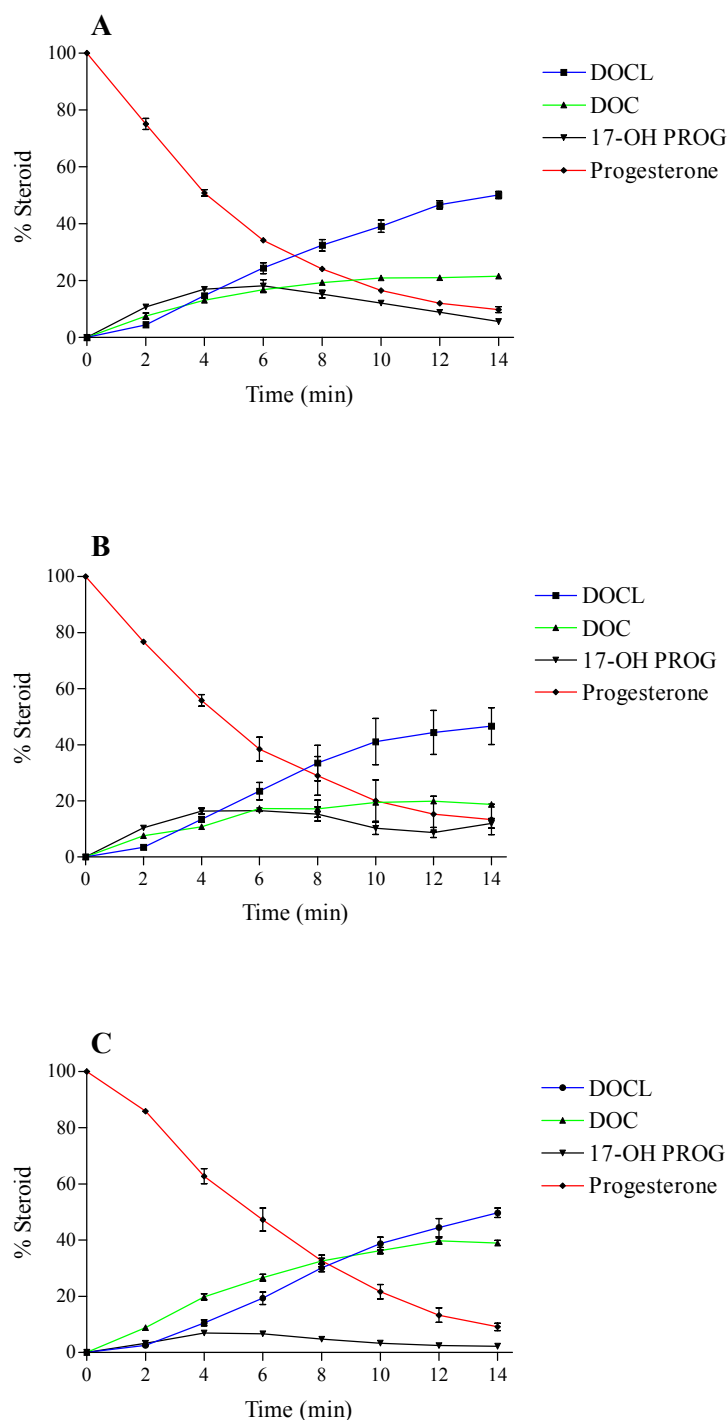 A
100
80
60
40
20
0
% Steroid
0 2 4 6 8 10 12 14
Time (min)
DOCL
DOC
17-OH PROG
Progesterone
B
100
80
60
40
20
0
% Steroid
0 2 4 6 8 10 12 14
Time (min)
DOCL
DOC
17-OH PROG
Progesterone
C
100
80
60
40
20
0
% Steroid
0 2 4 6 8 10 12 14
Time (min)
DOCL
DOC
17-OH PROG
Progesterone